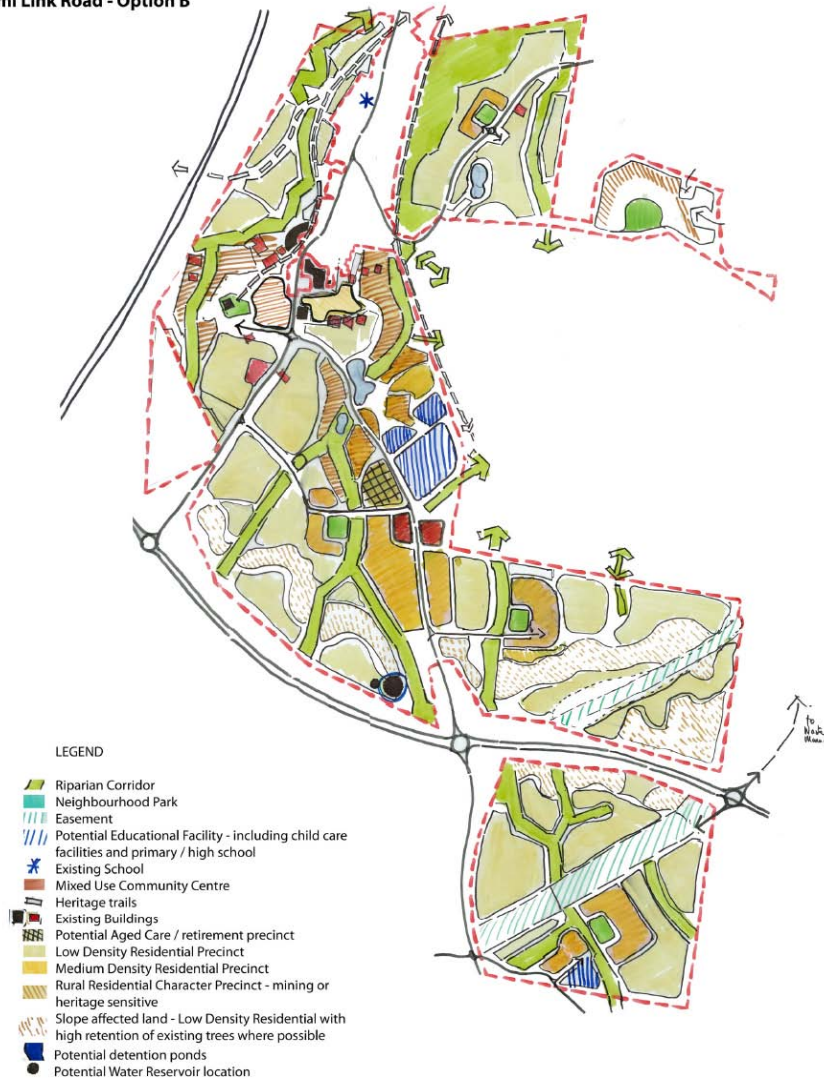 Link Road - Option B
to
LEGEND
Riparian Corridor
Neighbourhood Park
Easement
Potential Educational Facility - including child care
facilities and primary / high school
Existing School
Mixed Use Community Centre
Heritage trails
Existing Buildings
Potential Aged Care / retirement precinct
Low Density Residential Precinct
Medium Density Residential Precinct
Rural Residential Character Precinct - mining or
heritage sensitive
Slope affected land - Low Density Residential with
high retention of existing trees where possible
Potential detention ponds
Potential Water Reservoir location